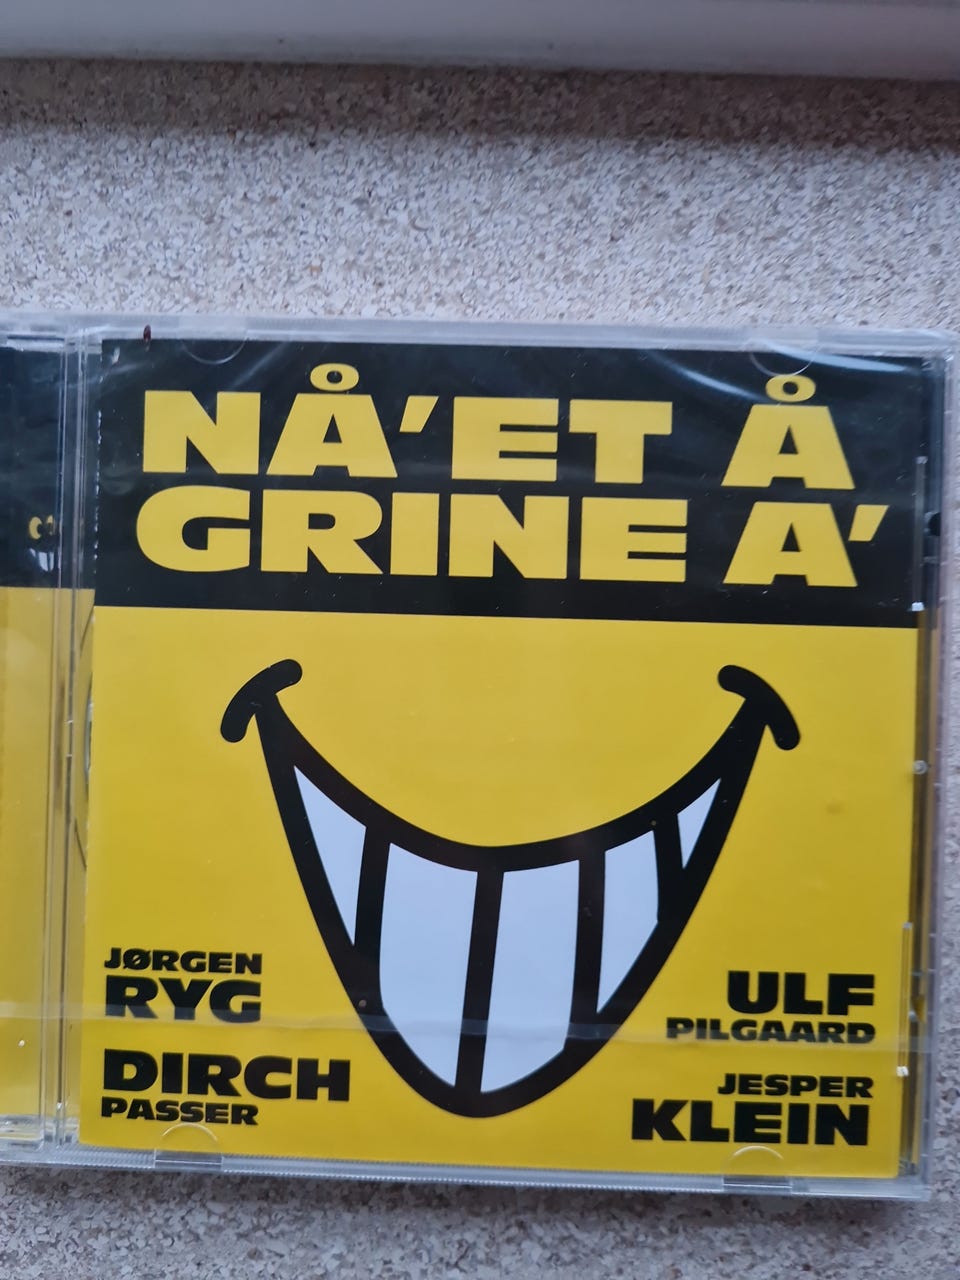 NÅ'ET Å
GRINE A'
JØRGEN
RYG
DIRCH
PASSER
ULF
PILGAARD
JESPER
KLEIN